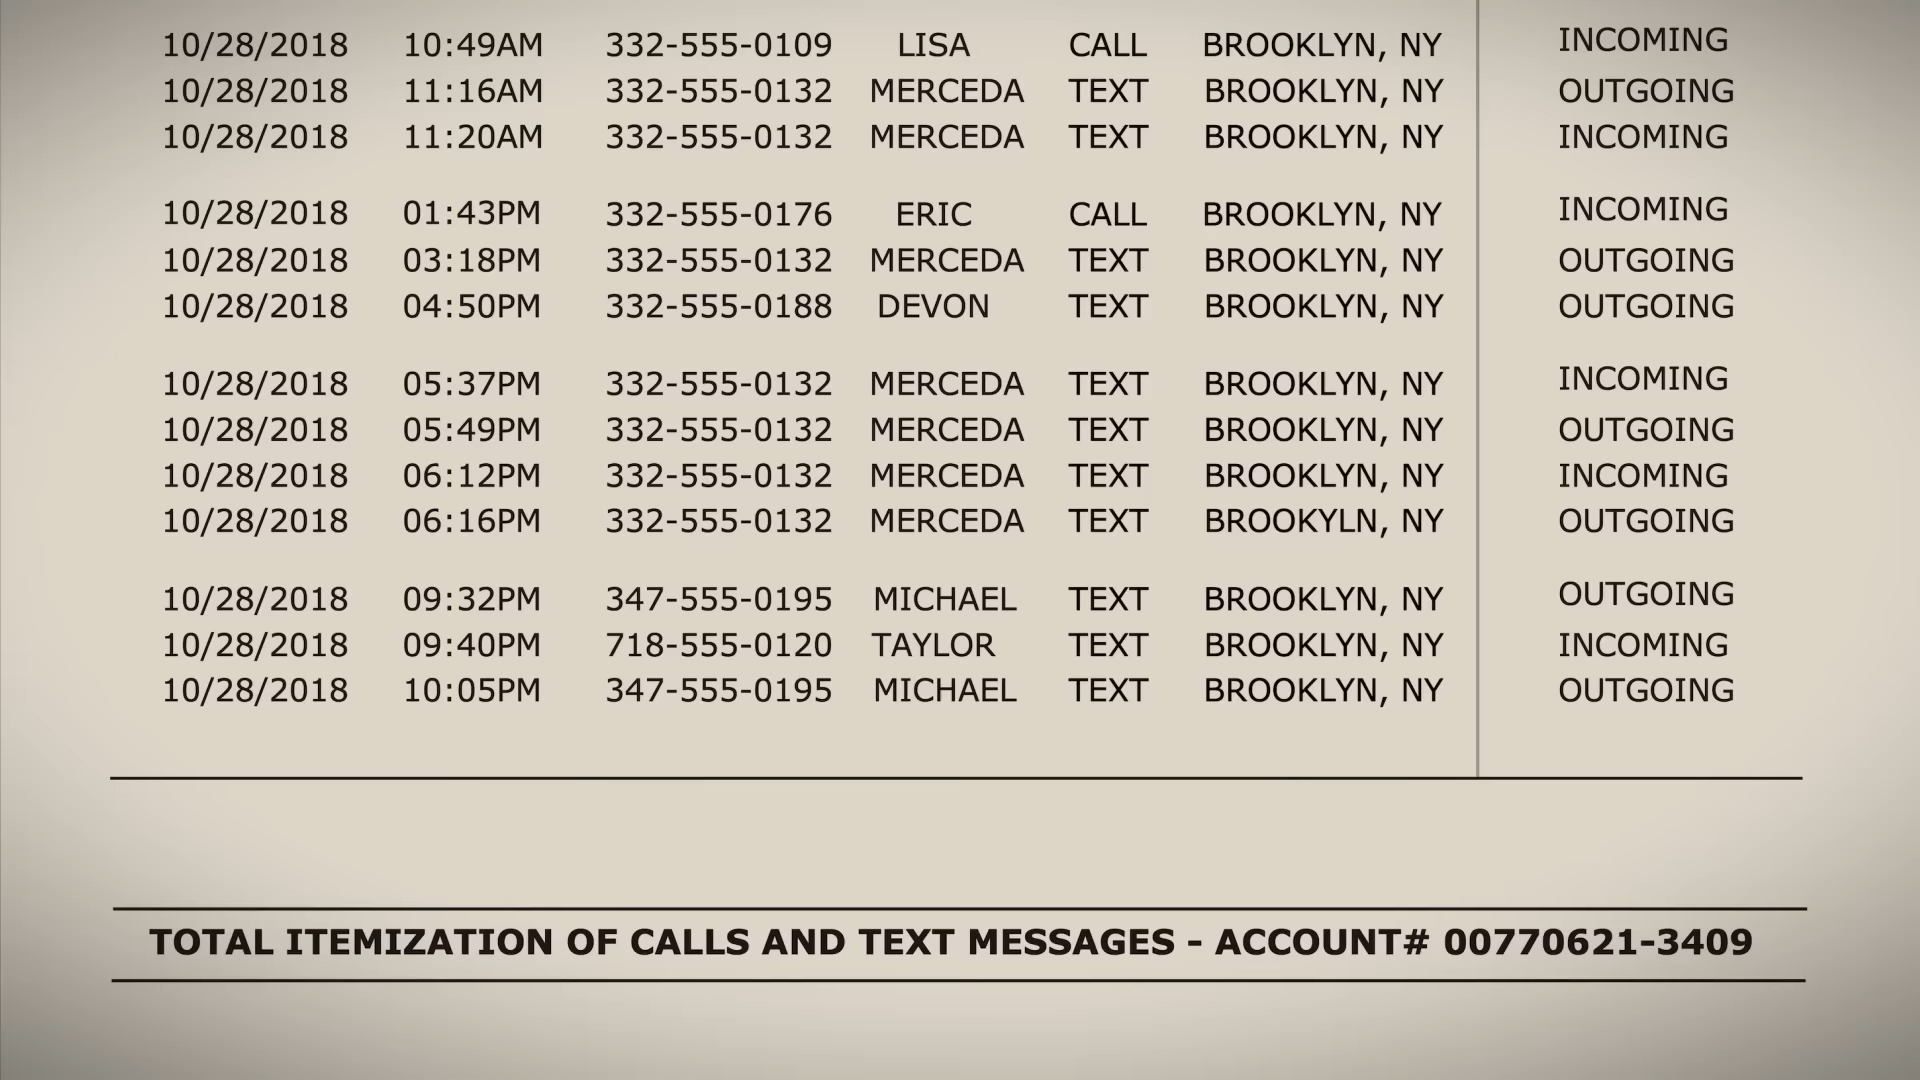 10/28/2018 10:49AM 332-555-0109 LISA CALL BROOKLYN, NY INCOMING
10/28/2018 11:16AM 332-555-0132 MERCEDA TEXT BROOKLYN, NY OUTGOING
10/28/2018 11:20AM 332-555-0132 MERCEDA TEXT BROOKLYN, NY INCOMING
10/28/2018 01:43PM 332-555-0176 ERIC CALL BROOKLYN, NY INCOMING
10/28/2018 03:18PM 332-555-0132 MERCEDA TEXT BROOKLYN, NY OUTGOING
10/28/2018 04:50PM 332-555-0188 DEVON TEXT BROOKLYN, NY OUTGOING
10/28/2018 05:37PM 332-555-0132 MERCEDA TEXT BROOKLYN, NY INCOMING
10/28/2018 05:49PM 332-555-0132 MERCEDA TEXT BROOKLYN, NY OUTGOING
10/28/2018 06:12PM 332-555-0132 MERCEDA TEXT BROOKLYN, NY INCOMING
10/28/2018 06:16PM 332-555-0132 MERCEDA TEXT BROOKYLN, NY OUTGOING
10/28/2018 09:32PM 347-555-0195 MICHAEL TEXT BROOKLYN, NY OUTGOING
10/28/2018 09:40PM 718-555-0120 TAYLOR TEXT BROOKLYN, NY INCOMING
10/28/2018 10:05PM 347-555-0195 MICHAEL TEXT BROOKLYN, NY OUTGOING
TOTAL ITEMIZATION OF CALLS AND TEXT MESSAGES - ACCOUNT# 00770621-3409